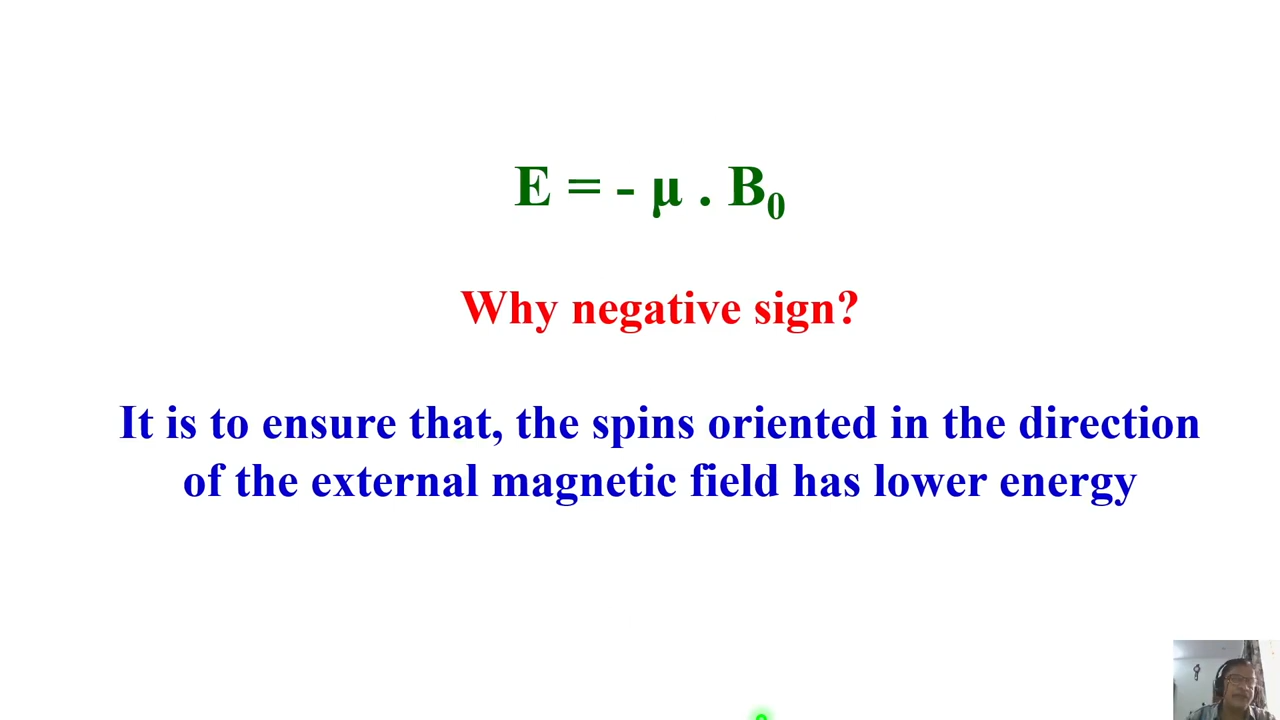 E = - μ . B₀
Why negative sign?
It is to ensure that, the spins oriented in the direction
of the external magnetic field has lower energy